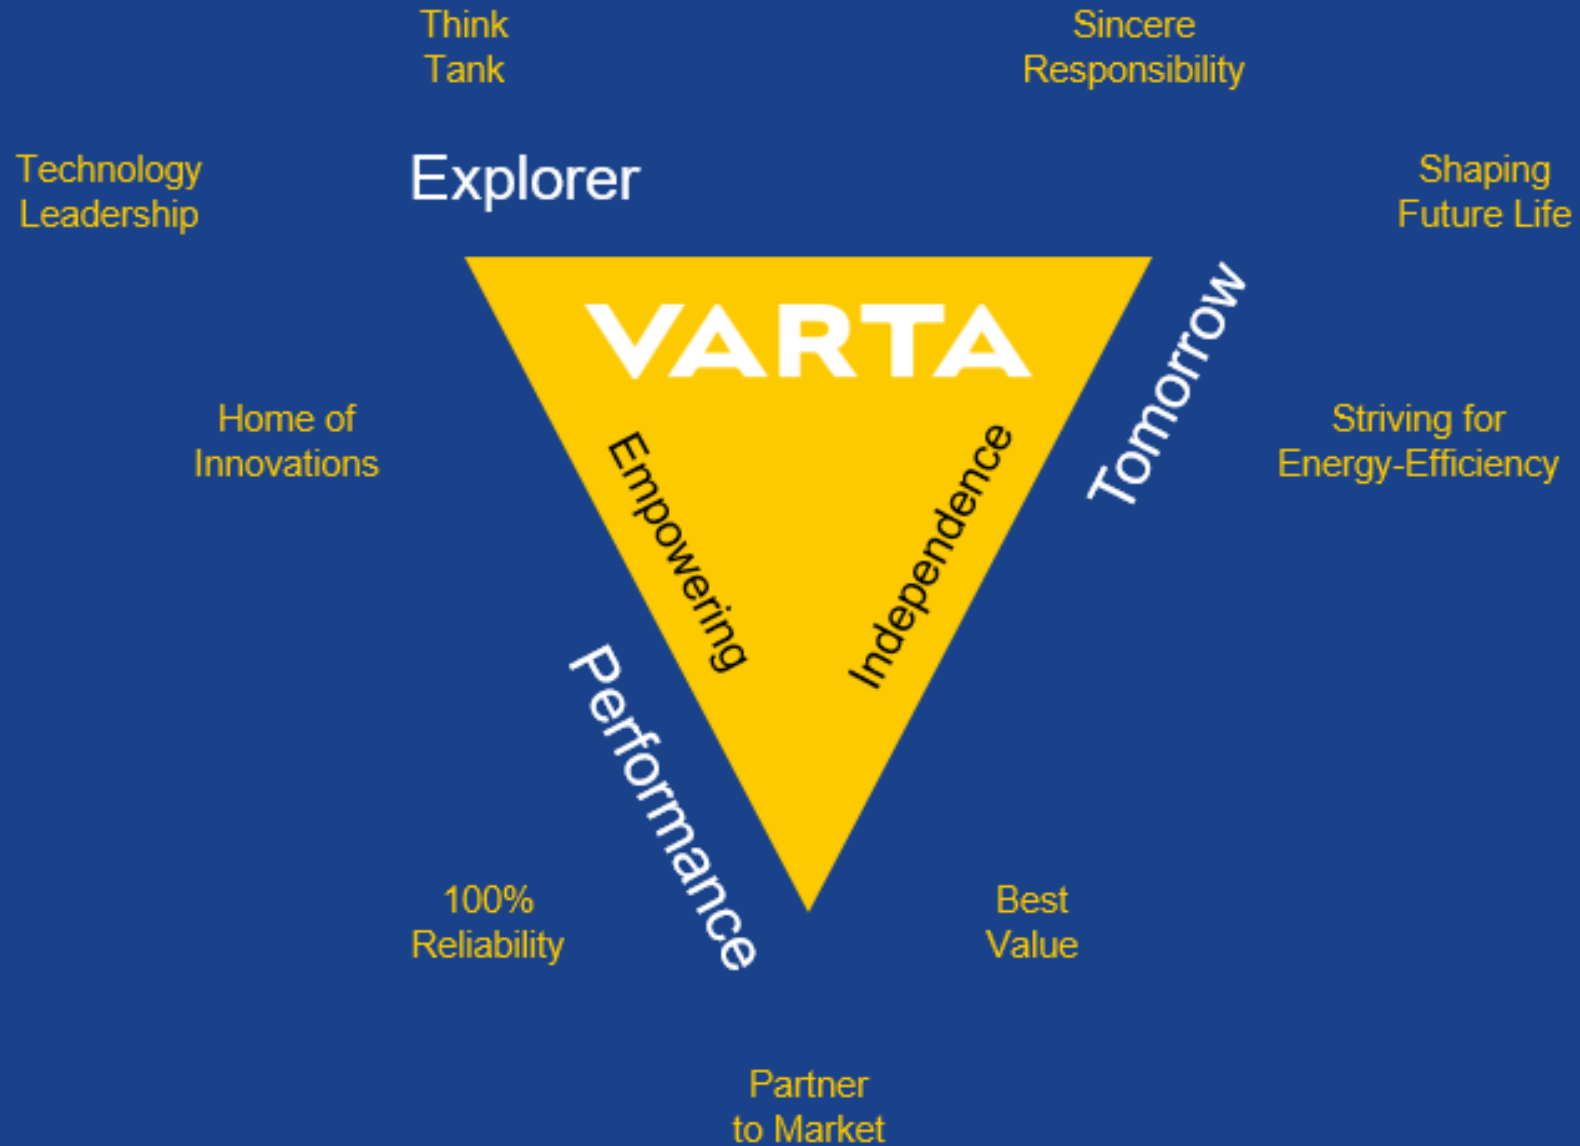 Think
Tank
Sincere
Responsibility
Technology
Leadership
Explorer
Shaping
Future Life
VARTA
Tomorrow
Home of
Innovations
Empowering
Independence
Striving for
Energy-Efficiency
Performance
100%
Reliability
Best
Value
Partner
to Market